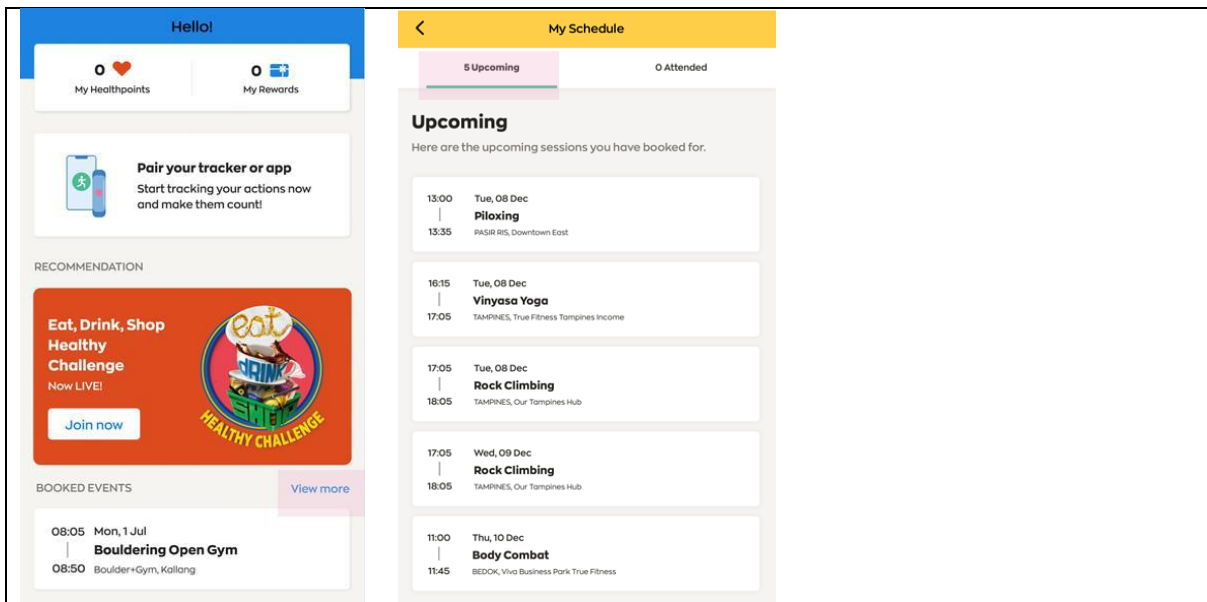 Hello!
0
0
My Healthpoints
My Rewards
Pair your tracker or app
Start tracking your actions now
and make them count!
RECOMMENDATION
Eat, Drink, Shop
Healthy
Challenge
Now LIVE!
Join now
eat
DRINK
SHOP
HEALTHY CHALLENGE
BOOKED EVENTS
View more
08:05 Mon, 1 Jul
Bouldering Open Gym
08:50 Boulder+Gym, Kallang
My Schedule
5 Upcoming
0 Attended
Upcoming
Here are the upcoming sessions you have booked for.
13:00 Tue, 08 Dec
Piloxing
13:35 PASIR RIS, Downtown East
16:15 Tue, 08 Dec
Vinyasa Yoga
17:05 TAMPINES, True Fitness Tampines Income
17:05 Tue, 08 Dec
Rock Climbing
18:05 TAMPINES, Our Tampines Hub
17:05 Wed, 09 Dec
Rock Climbing
18:05 TAMPINES, Our Tampines Hub
11:00 Thu, 10 Dec
Body Combat
11:45 BEDOK, Viva Business Park True Fitness